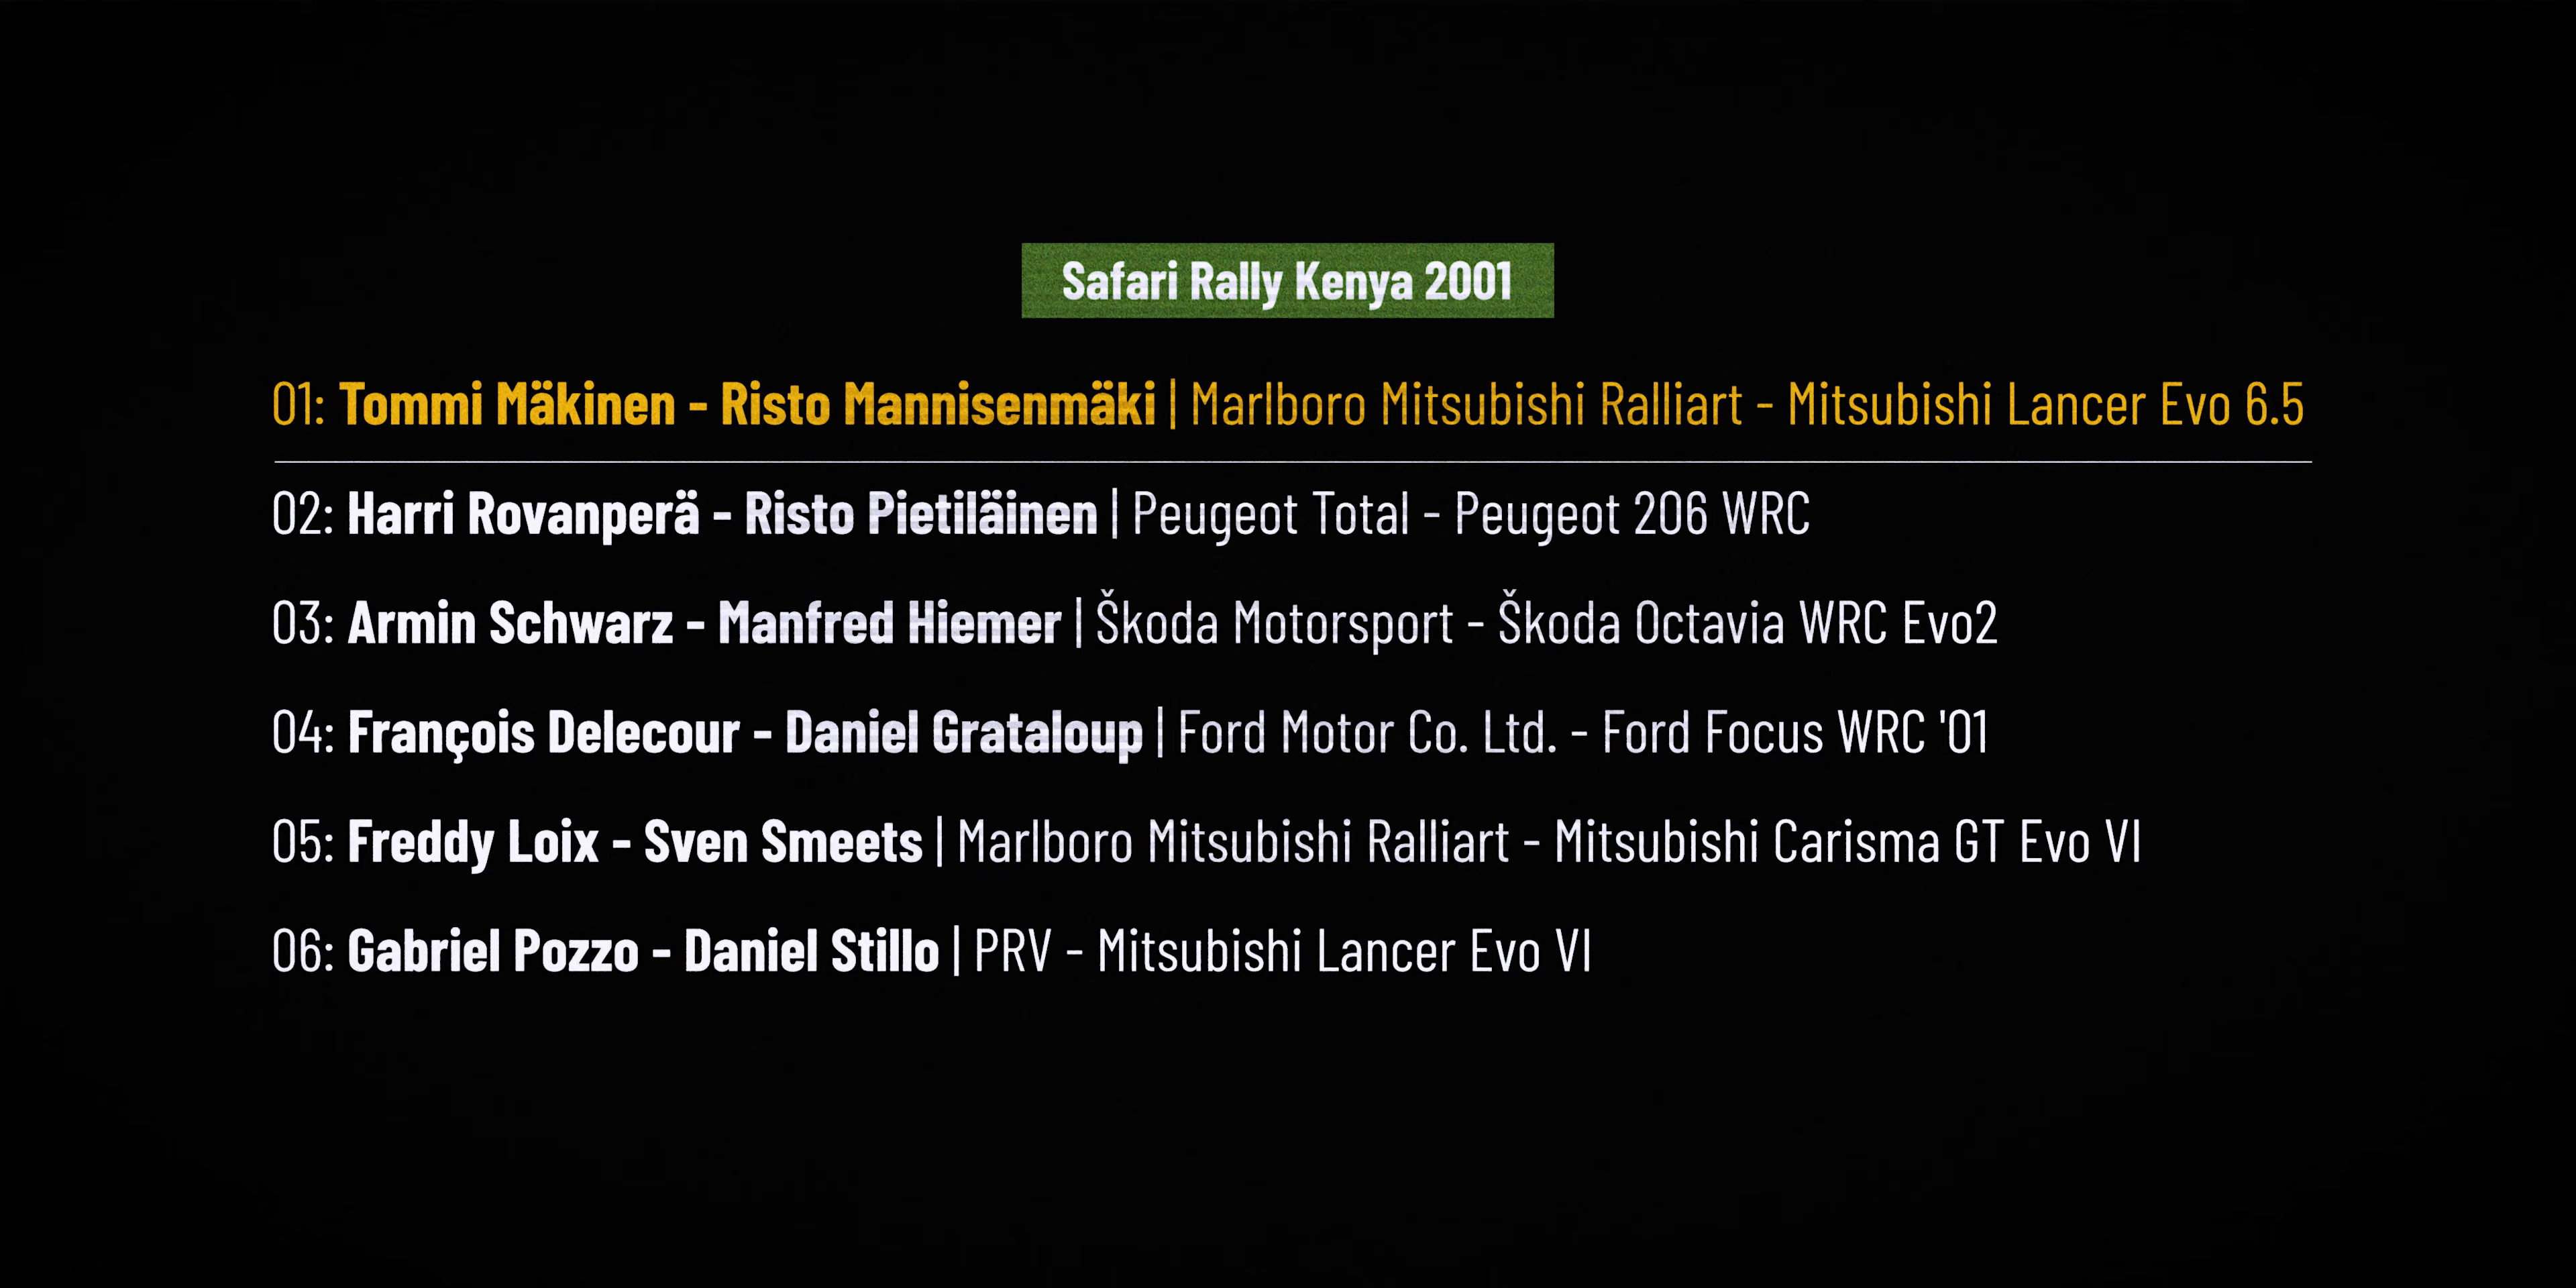 Safari Rally Kenya 2001
01: Tommi Mäkinen - Risto Mannisenmäki | Marlboro Mitsubishi Ralliart - Mitsubishi Lancer Evo 6.5
02: Harri Rovanperä - Risto Pietiläinen | Peugeot Total - Peugeot 206 WRC
03: Armin Schwarz - Manfred Hiemer | Škoda Motorsport - Škoda Octavia WRC Evo2
04: François Delecour - Daniel Grataloup | Ford Motor Co. Ltd. - Ford Focus WRC '01
05: Freddy Loix - Sven Smeets | Marlboro Mitsubishi Ralliart - Mitsubishi Carisma GT Evo VI
06: Gabriel Pozzo - Daniel Stillo | PRV - Mitsubishi Lancer Evo VI